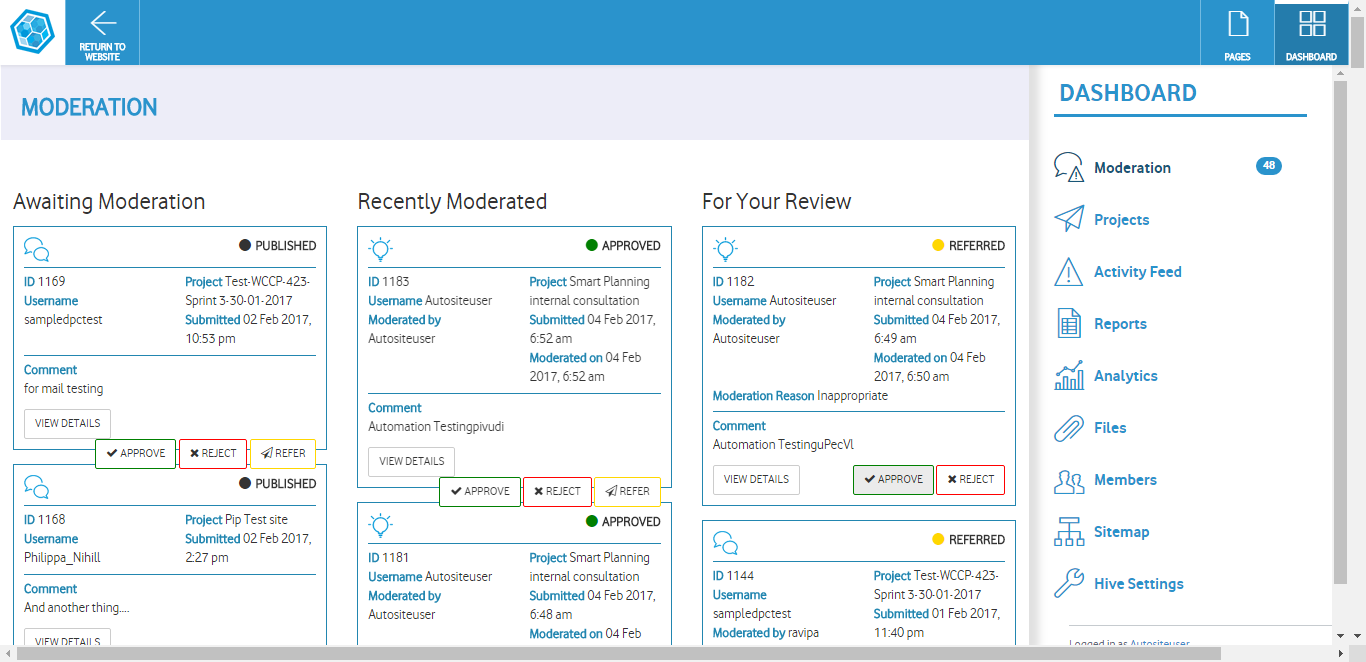 RETURN TO
WEBSITE
PAGES
DASHBOARD
MODERATION
Awaiting Moderation
PUBLISHED
ID 1169
Username
sampledpctest
Project Test-WCCP-423-
Sprint 3-30-01-2017
Submitted 02 Feb 2017,
10:53 pm
Comment
for mail testing
VIEW DETAILS
APPROVE
REJECT
REFER
PUBLISHED
ID 1168
Username
Philippa_Nihill
Project Pip Test site
Submitted 02 Feb 2017,
2:27 pm
Comment
And another thing....
VIEW DETAILS
Recently Moderated
APPROVED
ID 1183
Username Autositeuser
Moderated by
Autositeuser
Project Smart Planning
internal consultation
Submitted 04 Feb 2017,
6:52 am
Moderated on 04 Feb
2017, 6:52 am
Comment
Automation Testingpivudi
VIEW DETAILS
APPROVE
REJECT
REFER
APPROVED
ID 1181
Username Autositeuser
Moderated by
Autositeuser
Project Smart Planning
internal consultation
Submitted 04 Feb 2017,
6:48 am
Moderated on 04 Feb
For Your Review
REFERRED
ID 1182
Username Autositeuser
Moderated by
Autositeuser
Project Smart Planning
internal consultation
Submitted 04 Feb 2017,
6:49 am
Moderated on 04 Feb
2017, 6:50 am
Moderation Reason Inappropriate
Comment
Automation TestinguPecVl
VIEW DETAILS
APPROVE
REJECT
REFERRED
ID 1144
Username
sampledpctest
Moderated by ravipa
Project Test-WCCP-423-
Sprint 3-30-01-2017
Submitted 01 Feb 2017,
11:40 pm
DASHBOARD
Moderation
48
Projects
Activity Feed
Reports
Analytics
Files
Members
Sitemap
Hive Settings
Logged in as Autositeuser